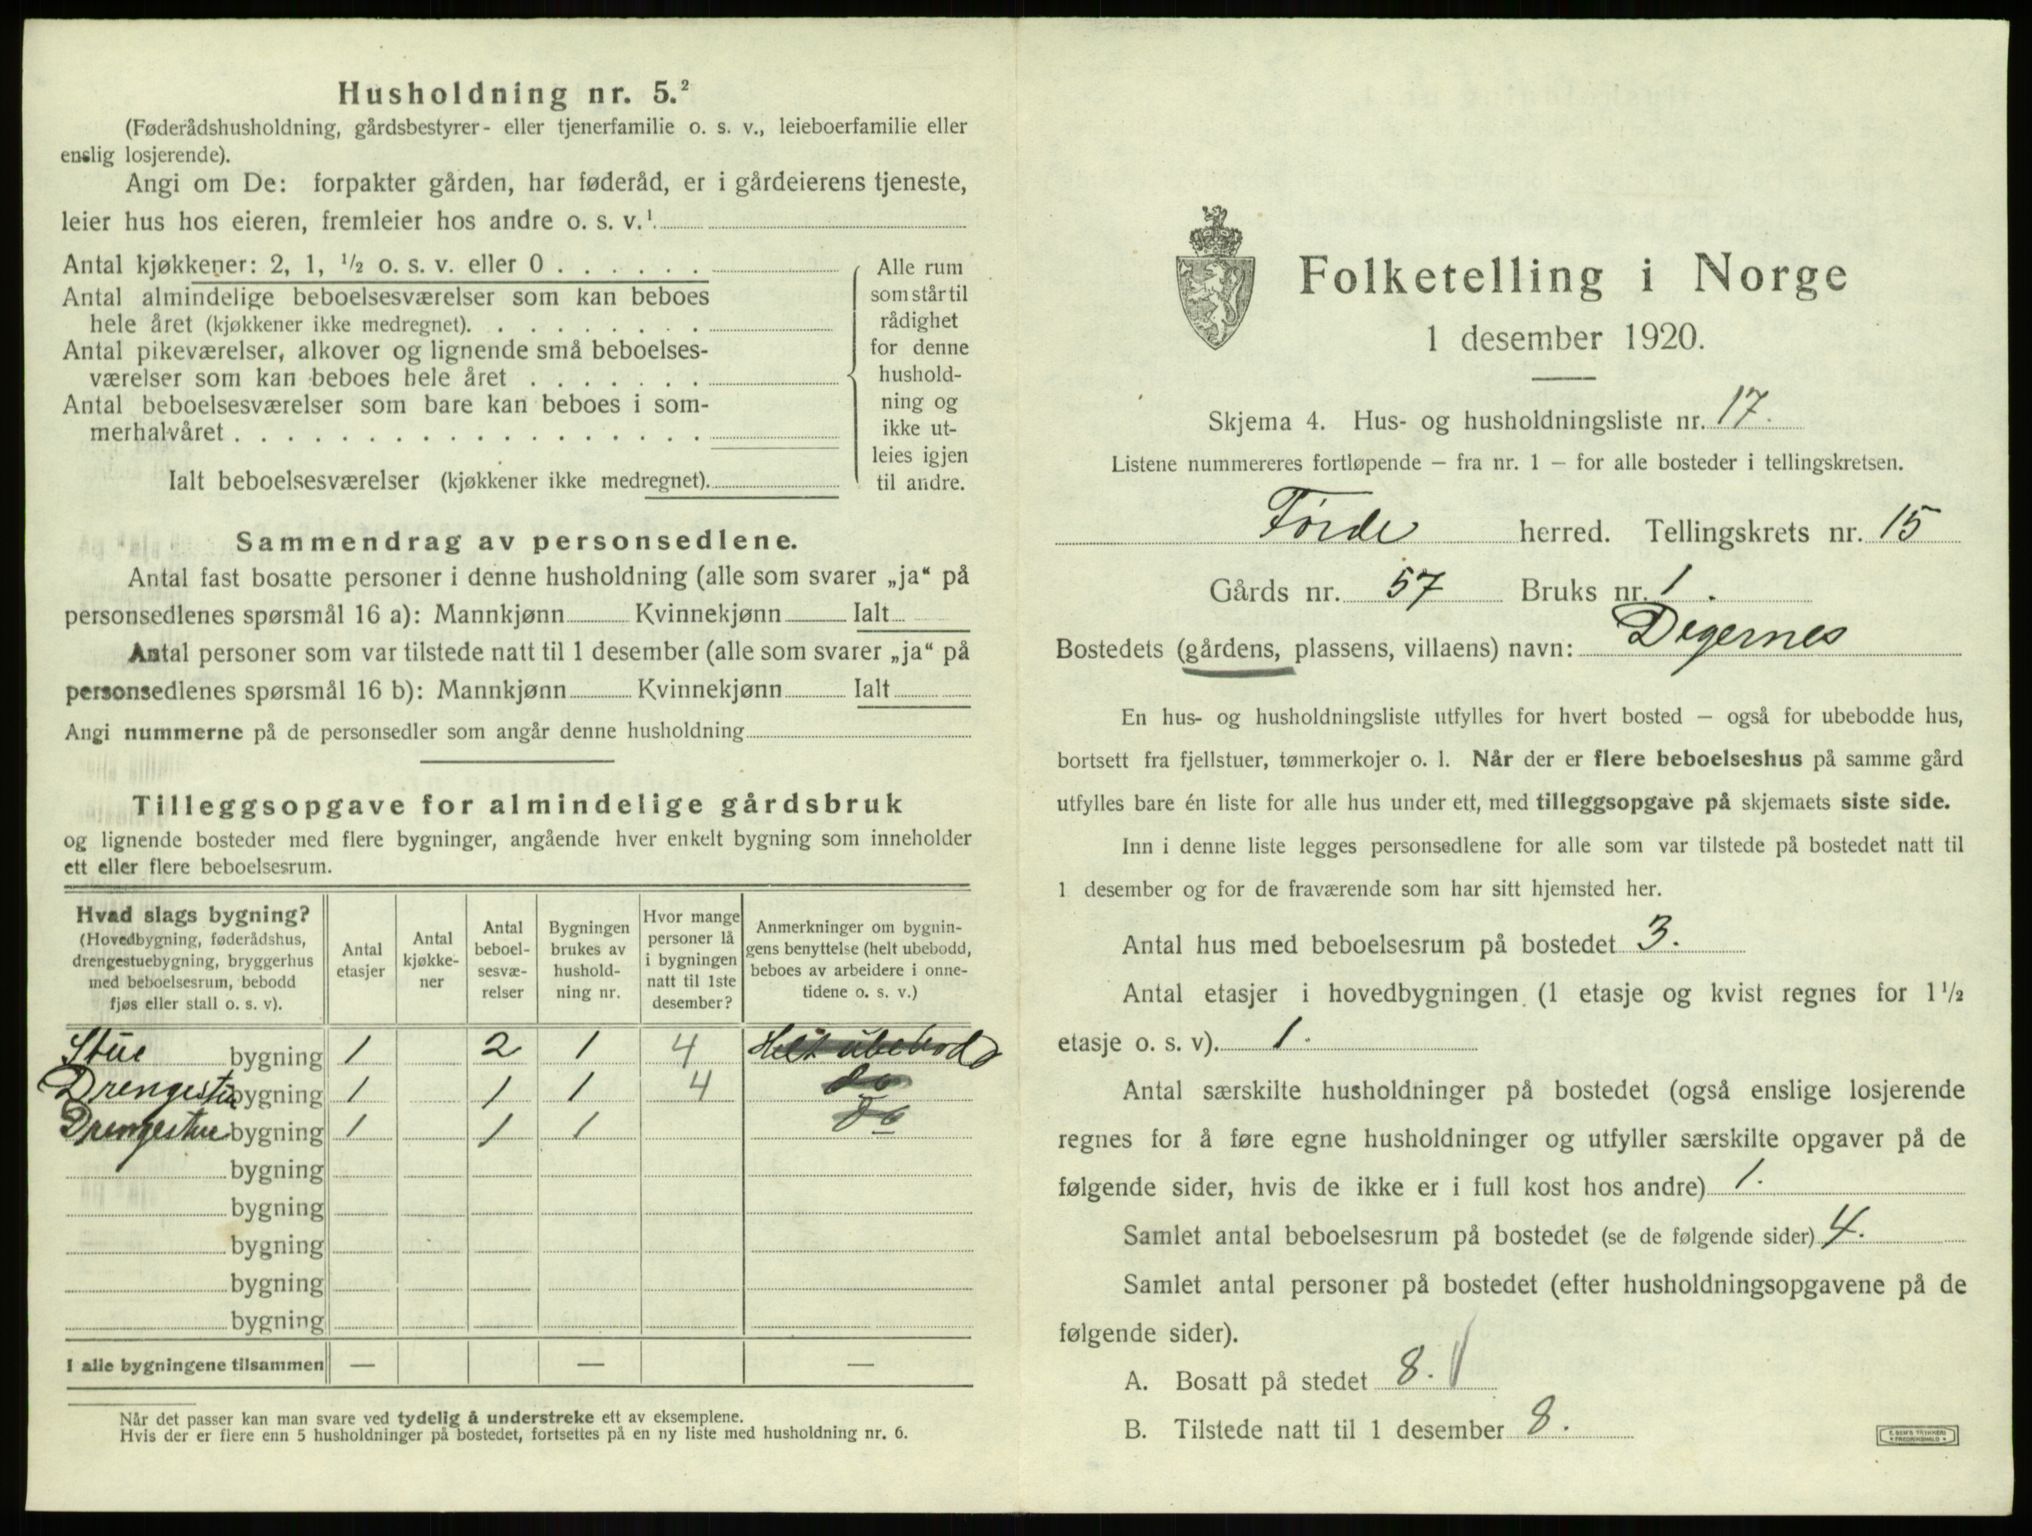 Husholdning nr. 5.²
(Føderådshusholdning, gårdsbestyrer- eller tjenerfamilie o. s. v., leieboerfamilie eller
enslig losjerende).
Angi om De: forpakter gården, har føderåd, er i gårdeierens tjeneste,
leier hus hos eieren, fremleier hos andre o. s. v.¹
Antal kjøkkener: 2, 1, ½ o. s. v. eller 0 . . . . . .
Antal almindelige beboelsesværelser som kan beboes
hele året (kjøkkener ikke medregnet). . . . . . . . .
Antal pikeværelser, alkover og lignende små beboelses-
værelser som kan beboes hele året . . . . . . .
Antal beboelsesværelser som bare kan beboes i som-
merhalvåret . . . . . . . . . . . . . . . . . .
Ialt beboelsesværelser (kjøkkener ikke medregnet).
Alle rum
som står til
rådighet
for denne
hushold-
ning og
ikke ut-
leies igjen
til andre.
Sammendrag av personsedlene.
Antal fast bosatte personer i denne husholdning (alle som svarer „ja“ på
personsedlenes spørsmål 16 a): Mannkjønn Kvinnekjønn Ialt
Antal personer som var tilstede natt til 1 desember (alle som svarer „ja“ på
personsedlenes spørsmål 16 b): Mannkjønn Kvinnekjønn Ialt
Angi nummerne på de personsedler som angår denne husholdning
Tilleggsopgave for almindelige gårdsbruk
og lignende bosteder med flere bygninger, angående hver enkelt bygning som inneholder
ett eller flere beboelsesrum.
Hvad slags bygning?
(Hovedbygning, føderådshus,
drengestuebygning, bryggerhus
med beboelsesrum, bebodd
fjøs eller stall o. s. v).
Antal
etasjer
Antal
kjøkke-
ner
Antal
beboel-
sesvæ-
relser
Bygningen
brukes av
hushold-
ning nr.
Hvor mange
personer lå
i bygningen
natt til 1ste
desember?
Anmerkninger om bygnin-
gens benyttelse (helt ubebodd,
beboes av arbeidere i onne-
tidene o. s. v.)
Stue bygning 1 2 1 4 Helt ubebodd
Drengestue bygning 1 1 1 4 do
Drengestue bygning 1 1 1 do
bygning
bygning
bygning
bygning
bygning
I alle bygningene tilsammen — — —
Når det passer kan man svare ved tydelig å understreke ett av eksemplene.
Hvis der er flere enn 5 husholdninger på bostedet, fortsettes på en ny liste med husholdning nr. 6.
Folketelling i Norge
1 desember 1920.
Skjema 4. Hus- og husholdningsliste nr. 17.
Listene nummereres fortløpende – fra nr. 1 – for alle bosteder i tellingskretsen.
Førde herred. Tellingskrets nr. 15
Gårds nr. 57 Bruks nr. 1.
Bostedets (gårdens, plassens, villaens) navn: Degernes
En hus- og husholdningsliste utfylles for hvert bosted – også for ubebodde hus,
bortsett fra fjellstuer, tømmerkojer o. l. Når der er flere beboelseshus på samme gård
utfylles bare én liste for alle hus under ett, med tilleggsopgave på skjemaets siste side.
Inn i denne liste legges personsedlene for alle som var tilstede på bostedet natt til
1 desember og for de fraværende som har sitt hjemsted her.
Antal hus med beboelsesrum på bostedet 3.
Antal etasjer i hovedbygningen (1 etasje og kvist regnes for 1½
etasje o. s. v). 1.
Antal særskilte husholdninger på bostedet (også enslige losjerende
regnes for å føre egne husholdninger og utfyller særskilte opgaver på de
følgende sider, hvis de ikke er i full kost hos andre) 1.
Samlet antal beboelsesrum på bostedet (se de følgende sider) 4.
Samlet antal personer på bostedet (efter husholdningsopgavene på de
følgende sider).
A. Bosatt på stedet 8.
B. Tilstede natt til 1 desember 8.